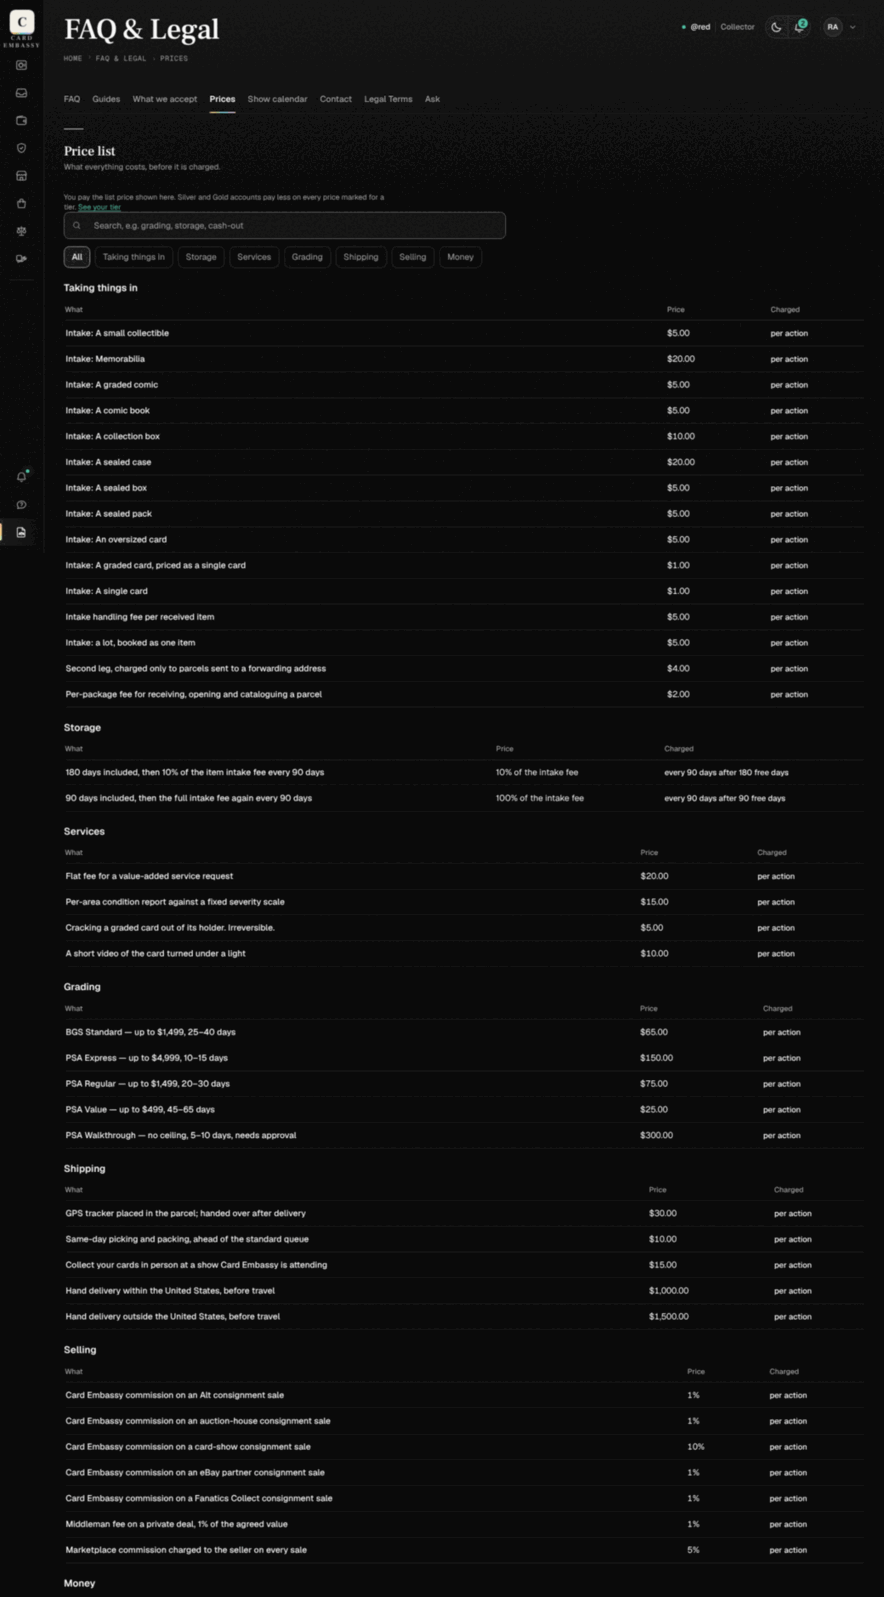 C
CARD
EMBASSY
FAQ & Legal
@red Collector
2
RA
HOME › FAQ & LEGAL › PRICES
FAQ Guides What we accept Prices Show calendar Contact Legal Terms Ask
Price list
What everything costs, before it is charged.
You pay the list price shown here. Silver and Gold accounts pay less on every price marked for a
tier. See your tier
Search, e.g. grading, storage, cash-out
All Taking things in Storage Services Grading Shipping Selling Money
Taking things in
What Price Charged
Intake: A small collectible $5.00 per action
Intake: Memorabilia $20.00 per action
Intake: A graded comic $5.00 per action
Intake: A comic book $5.00 per action
Intake: A collection box $10.00 per action
Intake: A sealed case $20.00 per action
Intake: A sealed box $5.00 per action
Intake: A sealed pack $5.00 per action
Intake: An oversized card $5.00 per action
Intake: A graded card, priced as a single card $1.00 per action
Intake: A single card $1.00 per action
Intake handling fee per received item $5.00 per action
Intake: a lot, booked as one item $5.00 per action
Second leg, charged only to parcels sent to a forwarding address $4.00 per action
Per-package fee for receiving, opening and cataloguing a parcel $2.00 per action
Storage
What Price Charged
180 days included, then 10% of the item intake fee every 90 days 10% of the intake fee every 90 days after 180 free days
90 days included, then the full intake fee again every 90 days 100% of the intake fee every 90 days after 90 free days
Services
What Price Charged
Flat fee for a value-added service request $20.00 per action
Per-area condition report against a fixed severity scale $15.00 per action
Cracking a graded card out of its holder. Irreversible. $5.00 per action
A short video of the card turned under a light $10.00 per action
Grading
What Price Charged
BGS Standard — up to $1,499, 25–40 days $65.00 per action
PSA Express — up to $4,999, 10–15 days $150.00 per action
PSA Regular — up to $1,499, 20–30 days $75.00 per action
PSA Value — up to $499, 45–65 days $25.00 per action
PSA Walkthrough — no ceiling, 5–10 days, needs approval $300.00 per action
Shipping
What Price Charged
GPS tracker placed in the parcel; handed over after delivery $30.00 per action
Same-day picking and packing, ahead of the standard queue $10.00 per action
Collect your cards in person at a show Card Embassy is attending $15.00 per action
Hand delivery within the United States, before travel $1,000.00 per action
Hand delivery outside the United States, before travel $1,500.00 per action
Selling
What Price Charged
Card Embassy commission on an Alt consignment sale 1% per action
Card Embassy commission on an auction-house consignment sale 1% per action
Card Embassy commission on a card-show consignment sale 10% per action
Card Embassy commission on an eBay partner consignment sale 1% per action
Card Embassy commission on a Fanatics Collect consignment sale 1% per action
Middleman fee on a private deal, 1% of the agreed value 1% per action
Marketplace commission charged to the seller on every sale 5% per action
Money